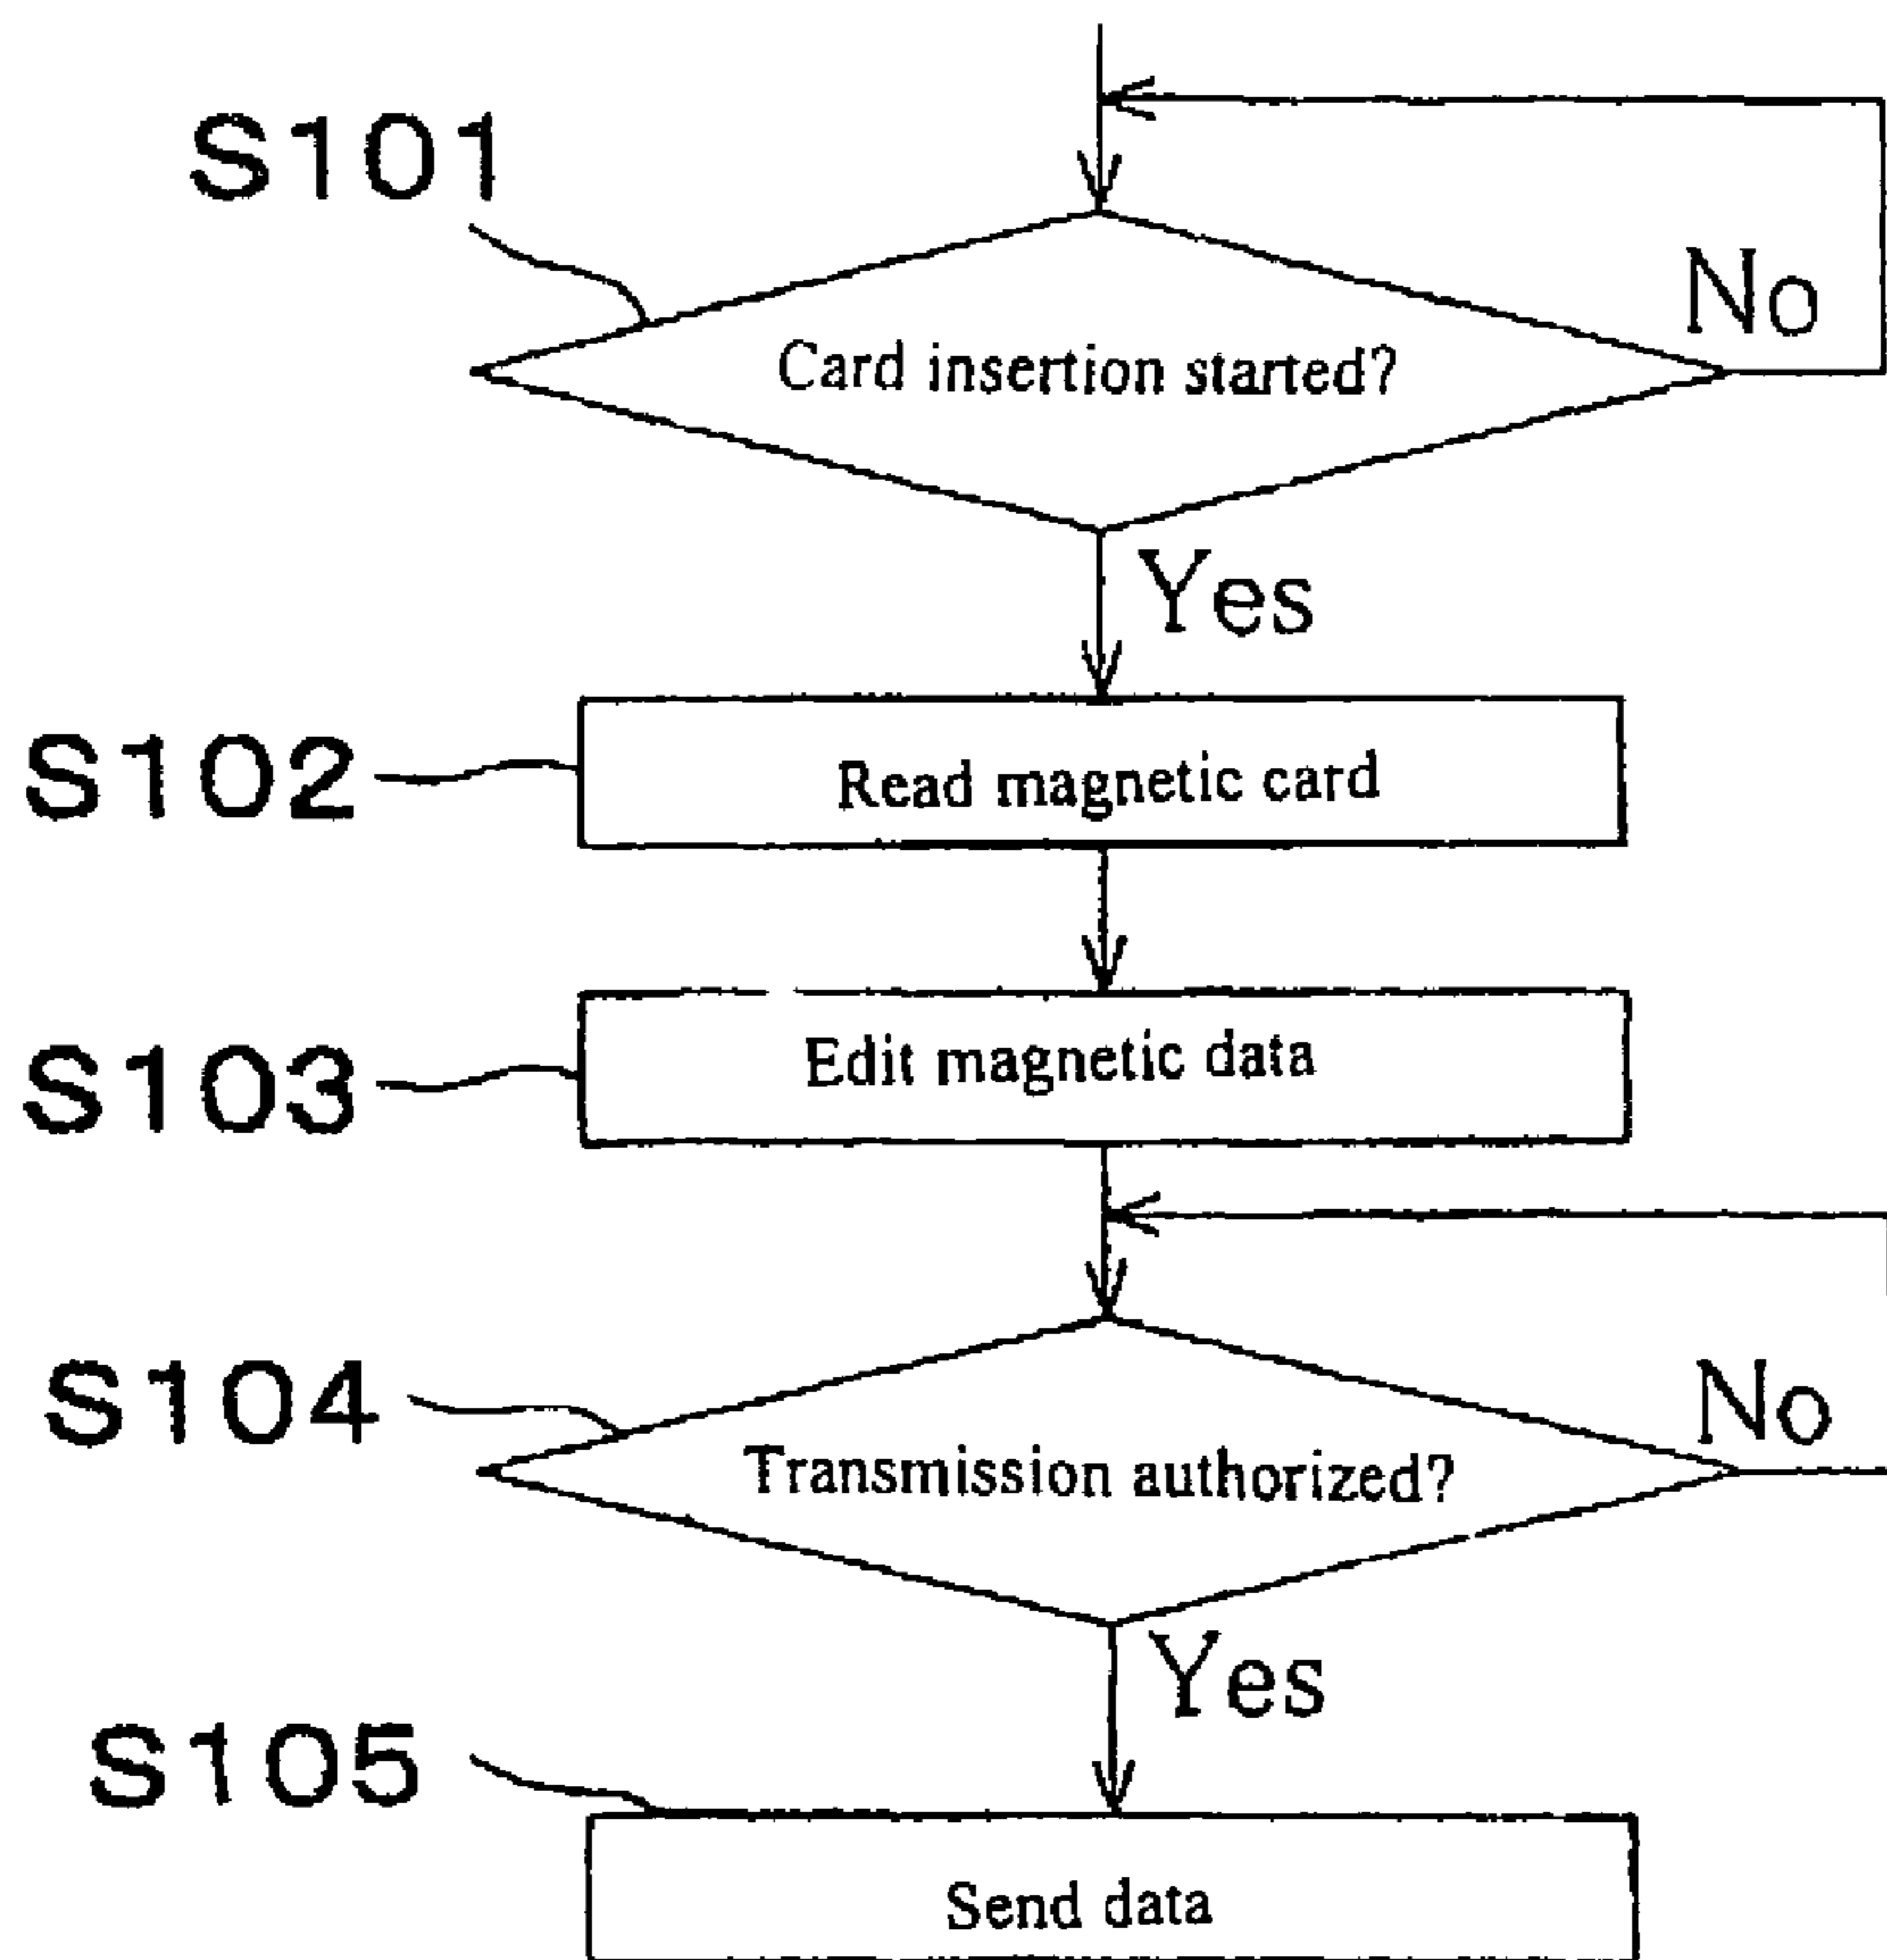 S101
No
Card insertion started?
Yes
S102
Read magnetic card
S103
Edit magnetic data
S104
No
Transmission authorized?
Yes
S105
Send data